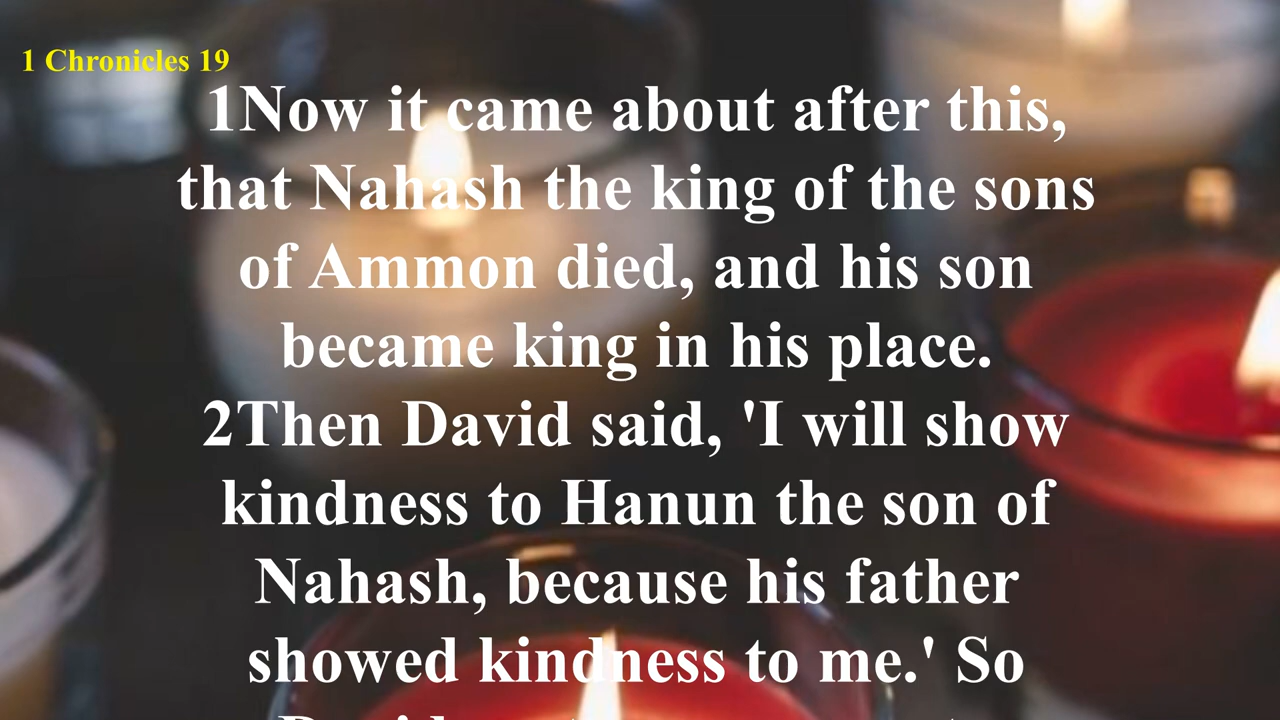 1 Chronicles 19
1Now it came about after this,
that Nahash the king of the sons
of Ammon died, and his son
became king in his place.
2Then David said, 'I will show
kindness to Hanun the son of
Nahash, because his father
showed kindness to me.' So